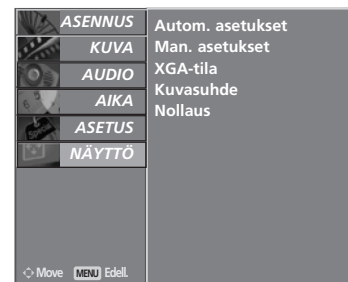 ASENNUS
KUVA
AUDIO
AIKA
ASETUS
NÄYTTÖ
Autom. asetukset
Man. asetukset
XGA-tila
Kuvasuhde
Nollaus
Move MENU Edell.